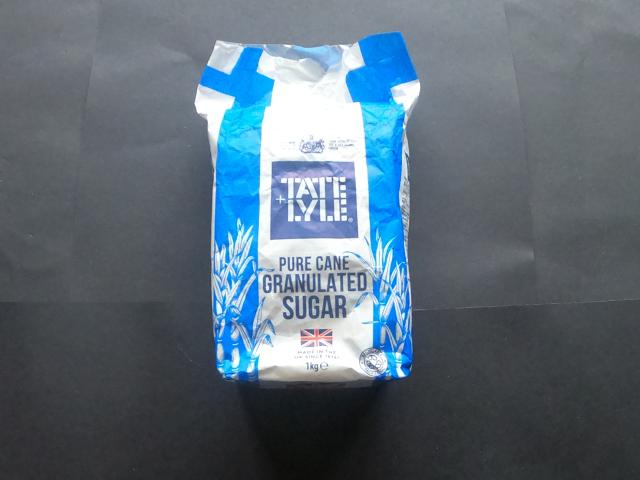 TATE
+
LYLE®
PURE CANE
GRANULATED
SUGAR
MADE IN THE
UK SINCE 1878
1kg ℮